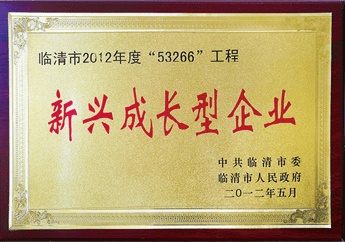 临清市2012年度“53266”工程
新兴成长型企业
中共临清市委
临清市人民政府
二〇一二年五月